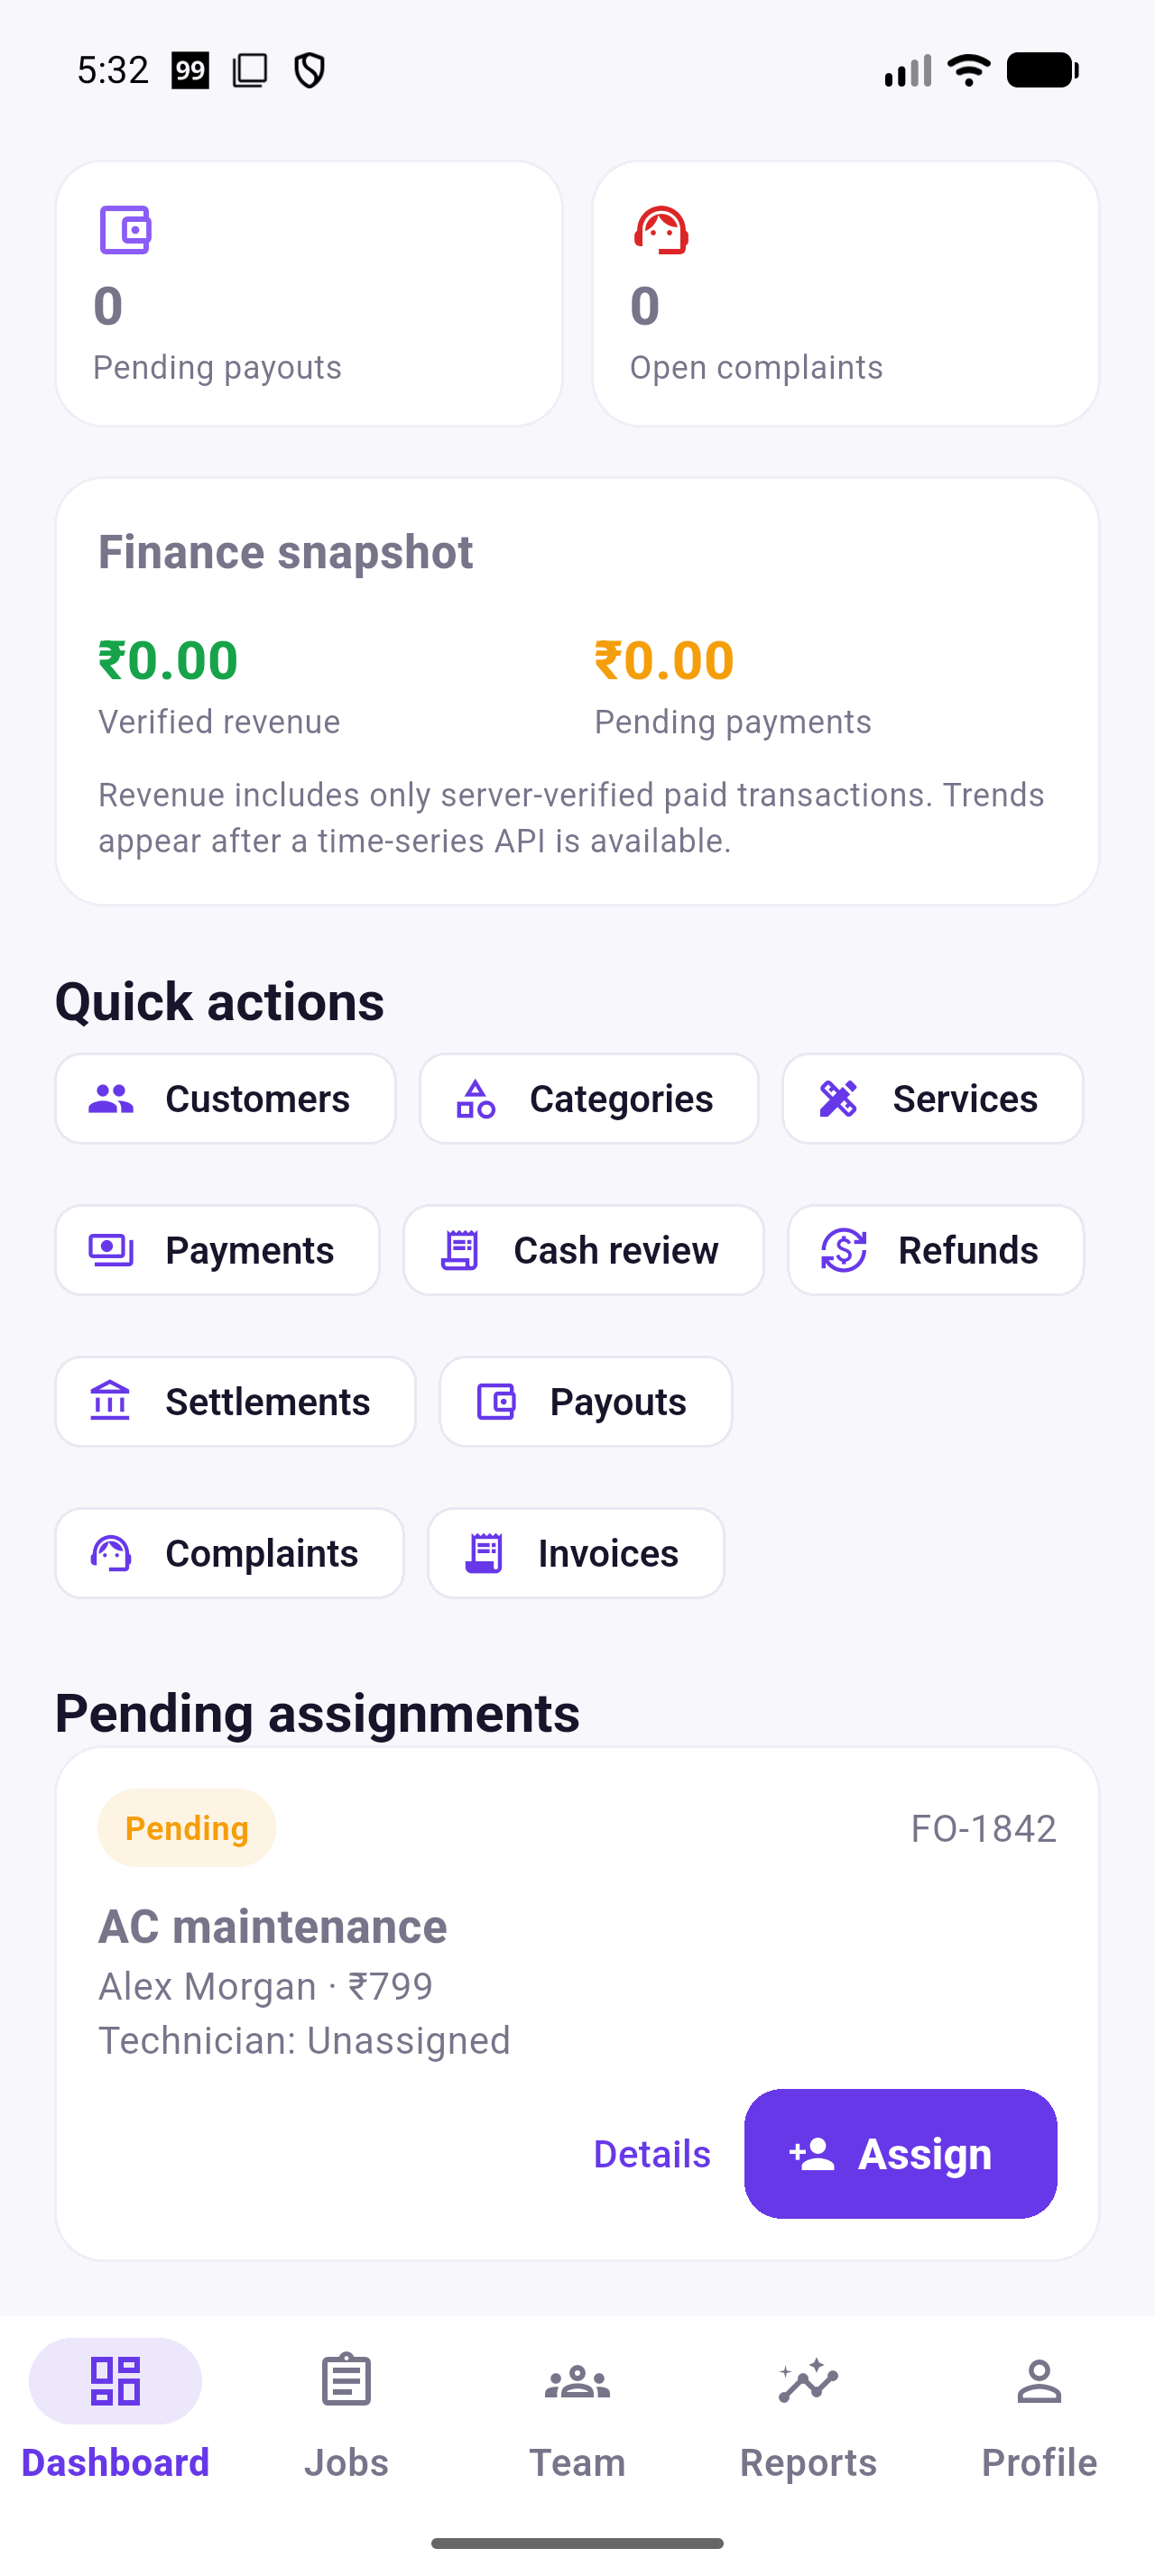 5:32 99
0
Pending payouts
0
Open complaints
Finance snapshot
₹0.00
Verified revenue
₹0.00
Pending payments
Revenue includes only server-verified paid transactions. Trends
appear after a time-series API is available.
Quick actions
Customers Categories Services
Payments Cash review Refunds
Settlements Payouts
Complaints Invoices
Pending assignments
Pending FO-1842
AC maintenance
Alex Morgan · ₹799
Technician: Unassigned
Details Assign
Dashboard Jobs Team Reports Profile